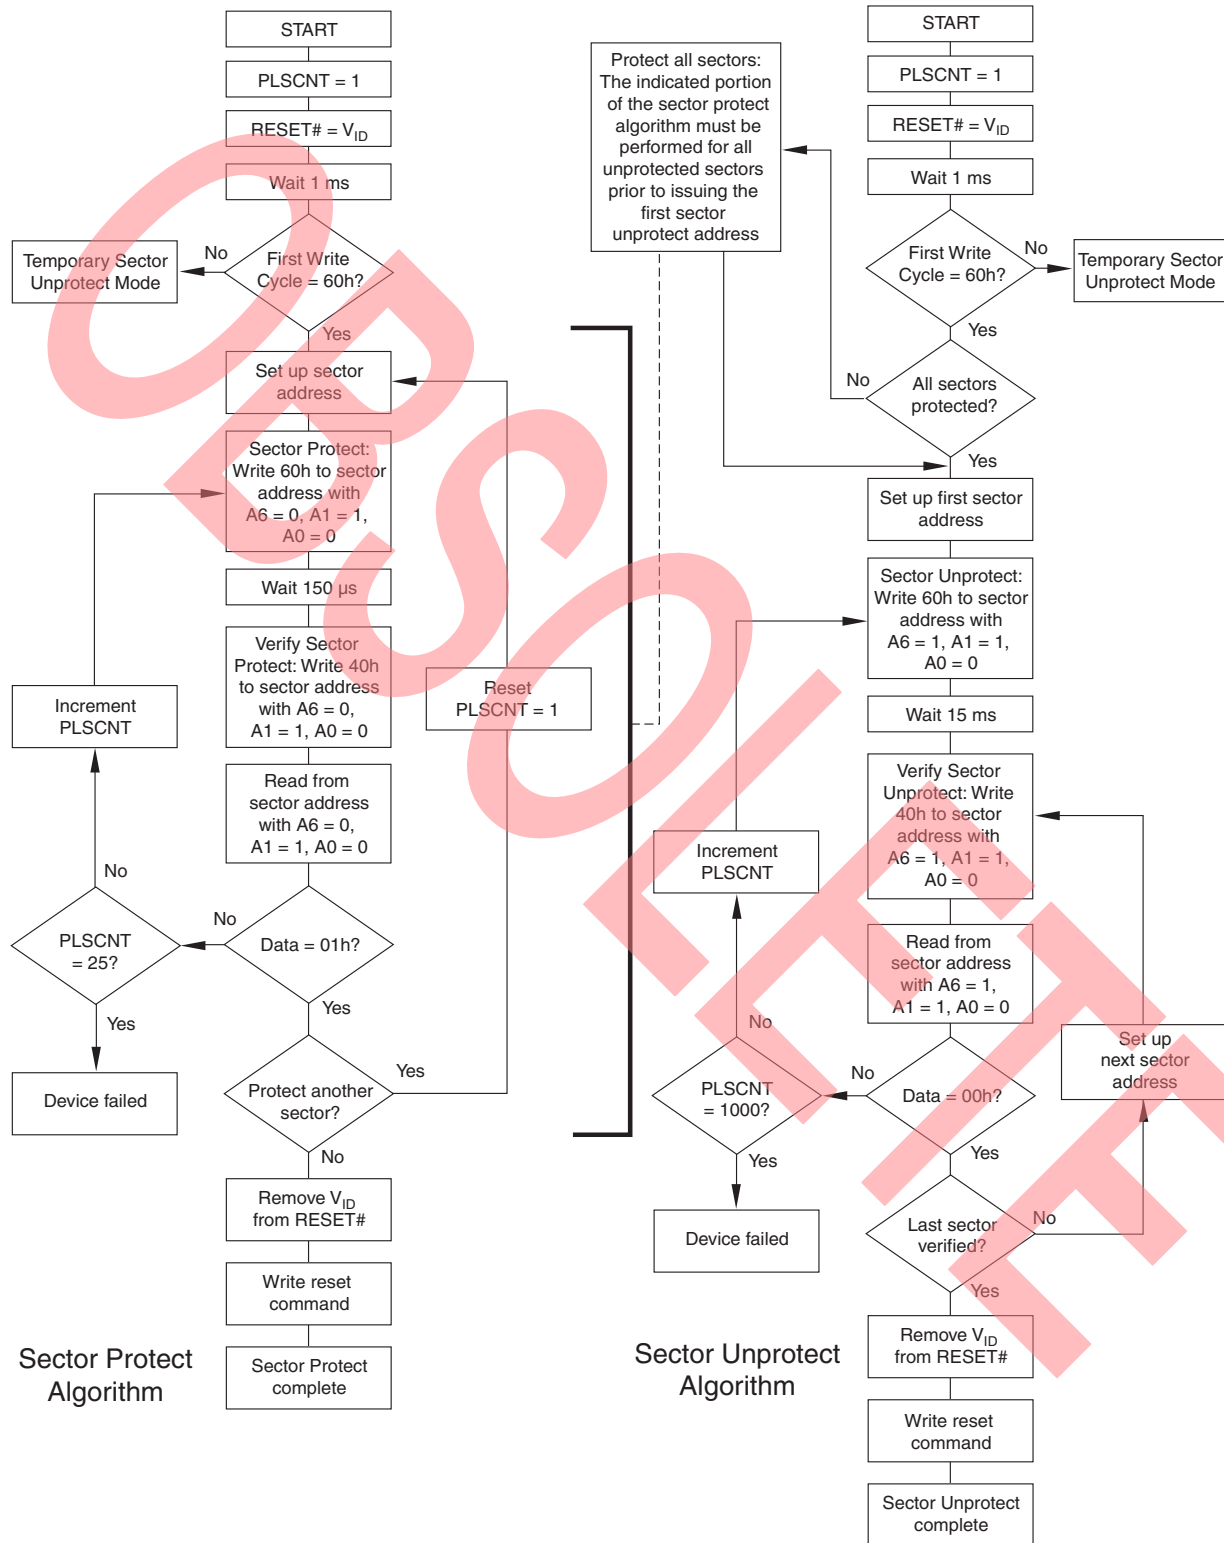 START
PLSCNT = 1
RESET# = VID
Wait 1 ms
First Write
Cycle = 60h?
No
Temporary Sector
Unprotect Mode
Yes
Set up sector
address
Sector Protect:
Write 60h to sector
address with
A6 = 0, A1 = 1,
A0 = 0
Wait 150 µs
Verify Sector
Protect: Write 40h
to sector address
with A6 = 0,
A1 = 1, A0 = 0
Reset
PLSCNT = 1
Increment
PLSCNT
Read from
sector address
with A6 = 0,
A1 = 1, A0 = 0
No
No
PLSCNT
= 25?
Data = 01h?
Yes
Yes
Device failed
Protect another
sector?
Yes
No
Remove VID
from RESET#
Write reset
command
Sector Protect
complete
Sector Protect
Algorithm
Protect all sectors:
The indicated portion
of the sector protect
algorithm must be
performed for all
unprotected sectors
prior to issuing the
first sector
unprotect address
START
PLSCNT = 1
RESET# = VID
Wait 1 ms
First Write
Cycle = 60h?
No
Temporary Sector
Unprotect Mode
Yes
No
All sectors
protected?
Yes
Set up first sector
address
Sector Unprotect:
Write 60h to sector
address with
A6 = 1, A1 = 1,
A0 = 0
Wait 15 ms
Verify Sector
Unprotect: Write
40h to sector
address with
A6 = 1, A1 = 1,
A0 = 0
Increment
PLSCNT
Read from
sector address
with A6 = 1,
A1 = 1, A0 = 0
No
No
PLSCNT
= 1000?
Data = 00h?
Set up
next sector
address
Yes
Yes
Device failed
Last sector
verified?
No
Yes
Remove VID
from RESET#
Write reset
command
Sector Unprotect
complete
Sector Unprotect
Algorithm
OBSOLETE